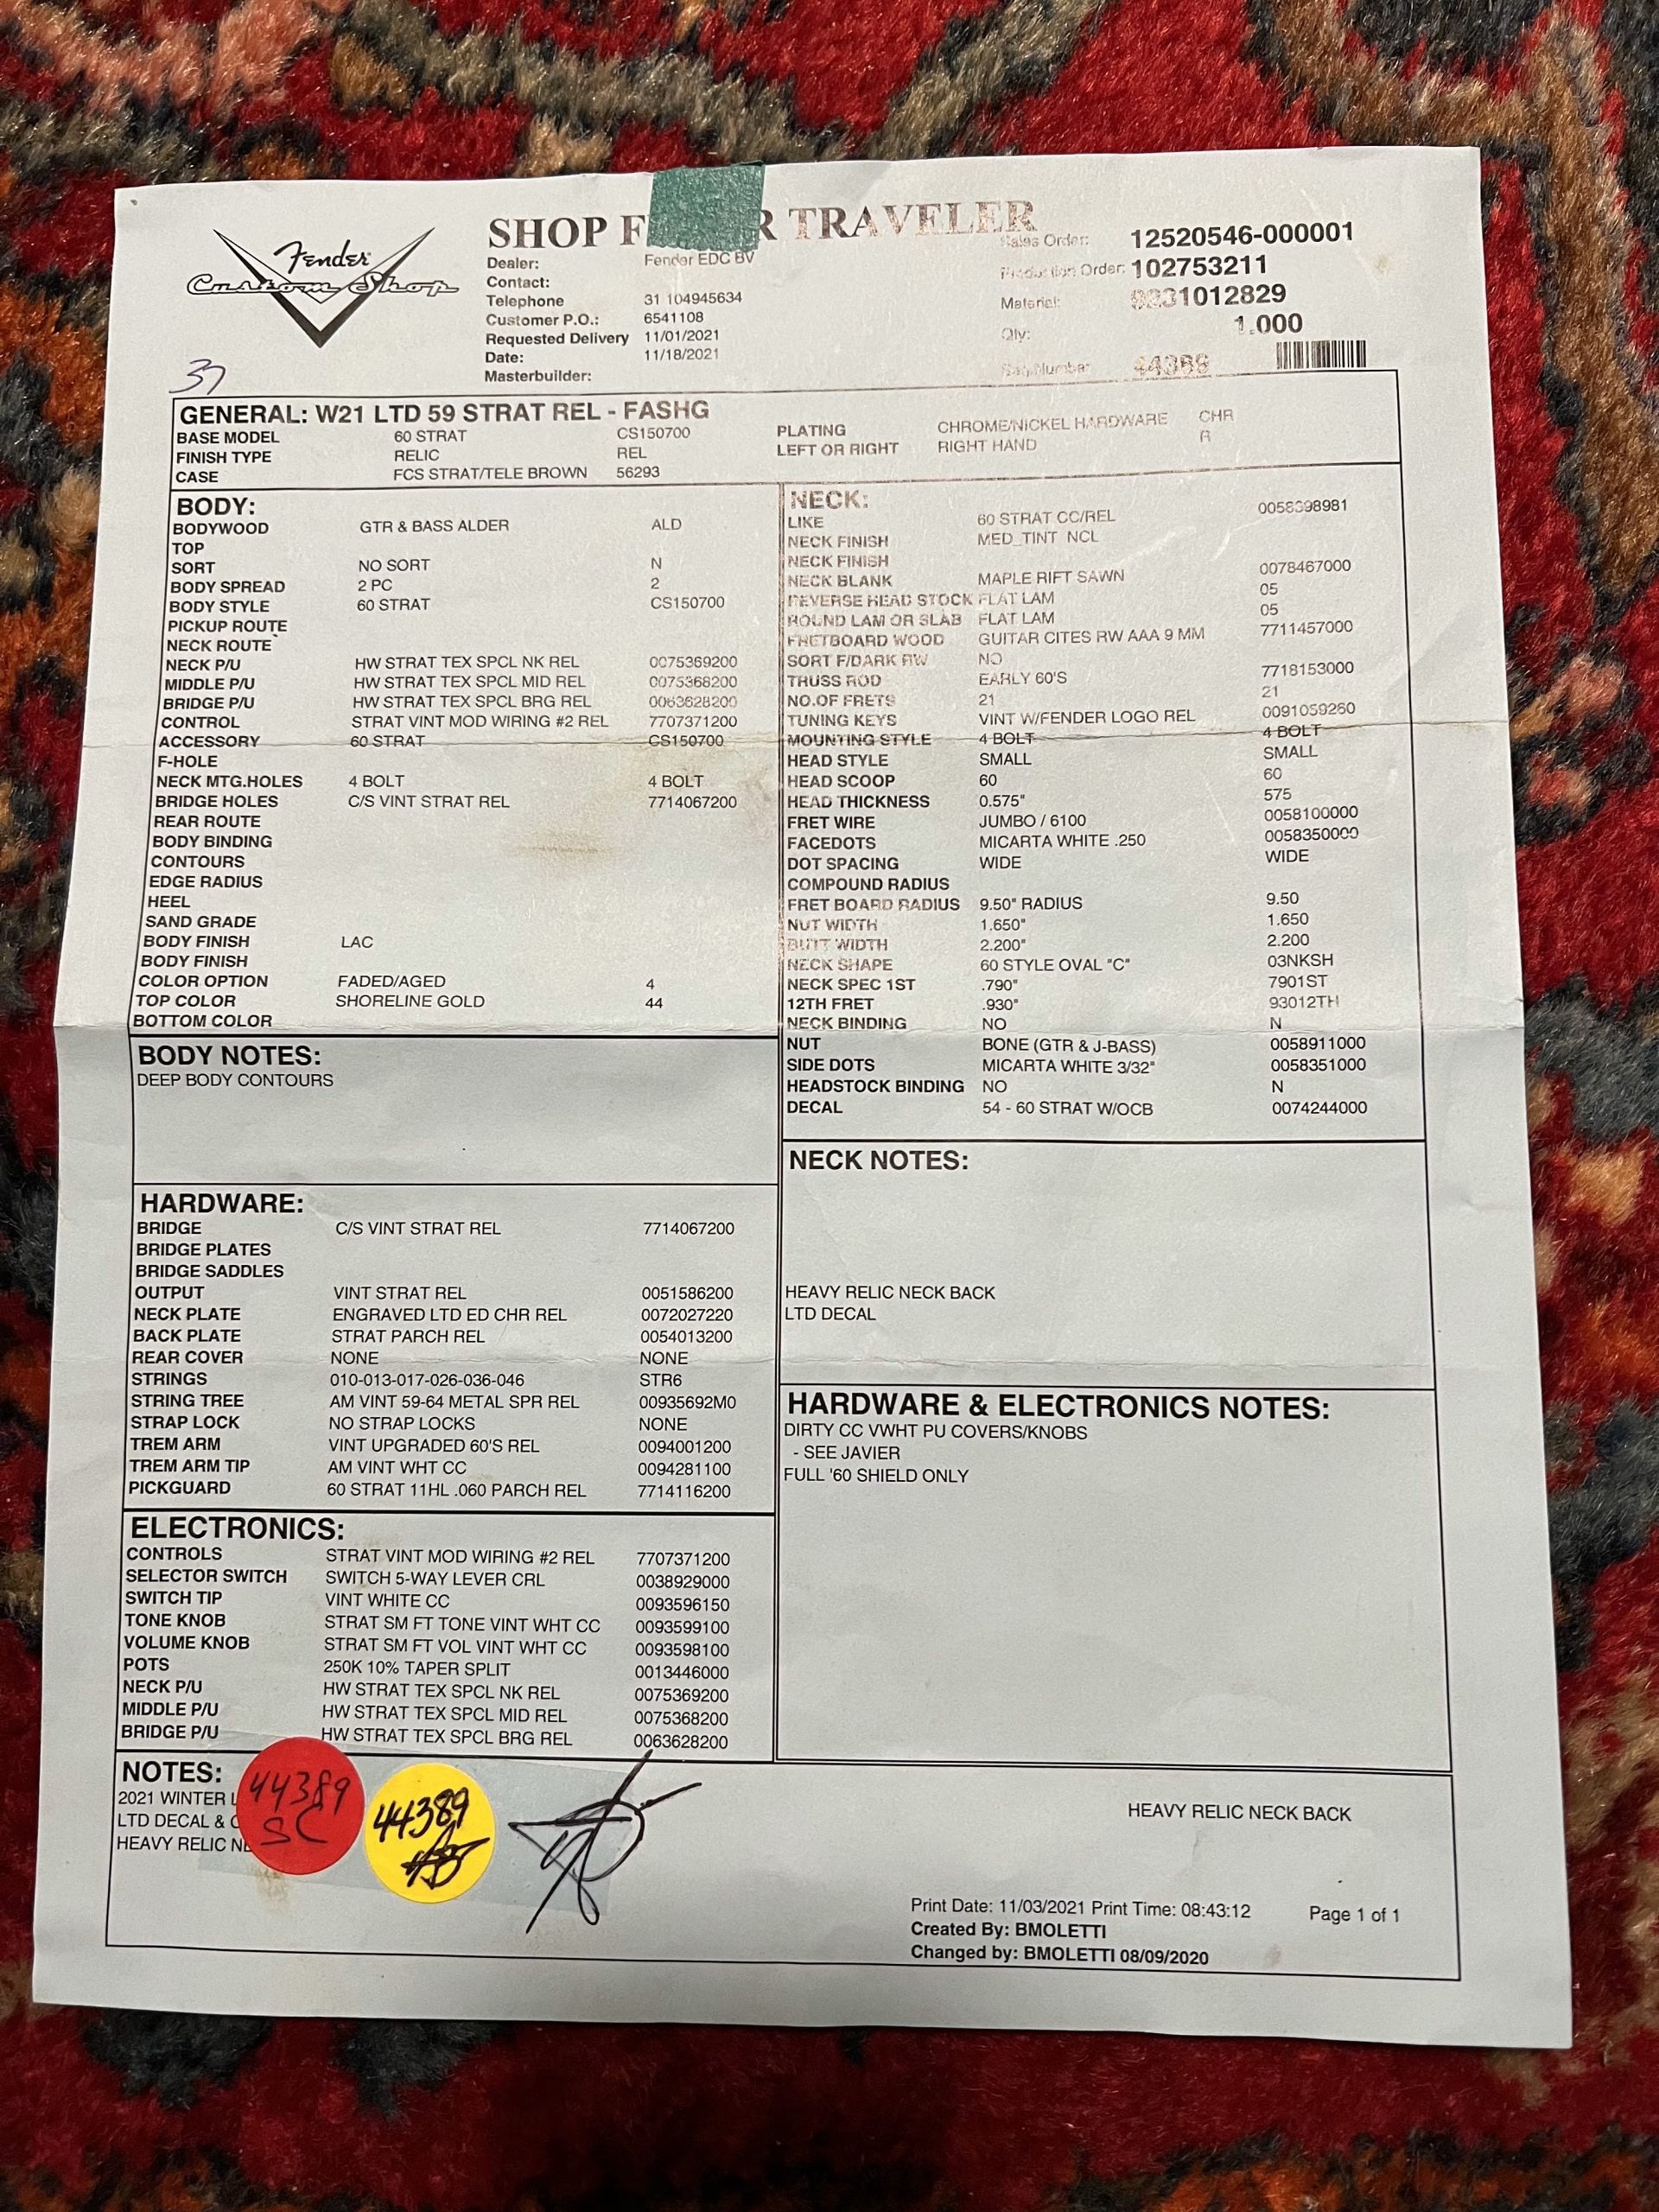 SHOP F R TRAVELER
Fender
Custom Shop
37
Dealer: Fender EDC BV
Contact:
Telephone 31 104945634
Customer P.O.: 6541108
Requested Delivery 11/01/2021
Date: 11/18/2021
Masterbuilder:
Sales Order: 12520546-000001
Production Order: 102753211
Material: 9231012829
Qty: 1.000
44389
GENERAL: W21 LTD 59 STRAT REL - FASHG
BASE MODEL 60 STRAT CS150700
FINISH TYPE RELIC REL
CASE FCS STRAT/TELE BROWN 56293
PLATING CHROME/NICKEL HARDWARE CHR
LEFT OR RIGHT RIGHT HAND R
BODY:
BODYWOOD GTR & BASS ALDER ALD
TOP
SORT NO SORT N
BODY SPREAD 2 PC 2
BODY STYLE 60 STRAT CS150700
PICKUP ROUTE
NECK ROUTE
NECK P/U HW STRAT TEX SPCL NK REL 0075369200
MIDDLE P/U HW STRAT TEX SPCL MID REL 0075368200
BRIDGE P/U HW STRAT TEX SPCL BRG REL 0063628200
CONTROL STRAT VINT MOD WIRING #2 REL 7707371200
ACCESSORY 60 STRAT CS150700
F-HOLE
NECK MTG.HOLES 4 BOLT 4 BOLT
BRIDGE HOLES C/S VINT STRAT REL 7714067200
REAR ROUTE
BODY BINDING
CONTOURS
EDGE RADIUS
HEEL
SAND GRADE
BODY FINISH LAC
BODY FINISH
COLOR OPTION FADED/AGED 4
TOP COLOR SHORELINE GOLD 44
BOTTOM COLOR
BODY NOTES:
DEEP BODY CONTOURS
HARDWARE:
BRIDGE C/S VINT STRAT REL 7714067200
BRIDGE PLATES
BRIDGE SADDLES
OUTPUT VINT STRAT REL 0051586200
NECK PLATE ENGRAVED LTD ED CHR REL 0072027220
BACK PLATE STRAT PARCH REL 0054013200
REAR COVER NONE NONE
STRINGS 010-013-017-026-036-046 STR6
STRING TREE AM VINT 59-64 METAL SPR REL 00935692M0
STRAP LOCK NO STRAP LOCKS NONE
TREM ARM VINT UPGRADED 60'S REL 0094001200
TREM ARM TIP AM VINT WHT CC 0094281100
PICKGUARD 60 STRAT 11HL .060 PARCH REL 7714116200
ELECTRONICS:
CONTROLS STRAT VINT MOD WIRING #2 REL 7707371200
SELECTOR SWITCH SWITCH 5-WAY LEVER CRL 0038929000
SWITCH TIP VINT WHITE CC 0093596150
TONE KNOB STRAT SM FT TONE VINT WHT CC 0093599100
VOLUME KNOB STRAT SM FT VOL VINT WHT CC 0093598100
POTS 250K 10% TAPER SPLIT 0013446000
NECK P/U HW STRAT TEX SPCL NK REL 0075369200
MIDDLE P/U HW STRAT TEX SPCL MID REL 0075368200
BRIDGE P/U HW STRAT TEX SPCL BRG REL 0063628200
NECK:
LIKE 60 STRAT CC/REL 0058398981
NECK FINISH MED_TINT NCL
NECK FINISH
NECK BLANK MAPLE RIFT SAWN 0078467000
REVERSE HEAD STOCK FLAT LAM 05
ROUND LAM OR SLAB FLAT LAM 05
FRETBOARD WOOD GUITAR CITES RW AAA 9 MM 7711457000
SORT F/DARK RW NO
TRUSS ROD EARLY 60'S 7718153000
NO.OF FRETS 21 21
TUNING KEYS VINT W/FENDER LOGO REL 0091059260
MOUNTING STYLE 4 BOLT 4 BOLT
HEAD STYLE SMALL SMALL
HEAD SCOOP 60 60
HEAD THICKNESS 0.575" 575
FRET WIRE JUMBO / 6100 0058100000
FACEDOTS MICARTA WHITE .250 0058350000
DOT SPACING WIDE WIDE
COMPOUND RADIUS
FRET BOARD RADIUS 9.50" RADIUS 9.50
NUT WIDTH 1.650" 1.650
BUTT WIDTH 2.200" 2.200
NECK SHAPE 60 STYLE OVAL "C" 03NKSH
NECK SPEC 1ST .790" 7901ST
12TH FRET .930" 93012TH
NECK BINDING NO N
NUT BONE (GTR & J-BASS) 0058911000
SIDE DOTS MICARTA WHITE 3/32" 0058351000
HEADSTOCK BINDING NO N
DECAL 54 - 60 STRAT W/OCB 0074244000
NECK NOTES:
HEAVY RELIC NECK BACK
LTD DECAL
HARDWARE & ELECTRONICS NOTES:
DIRTY CC VWHT PU COVERS/KNOBS
- SEE JAVIER
FULL '60 SHIELD ONLY
NOTES:
2021 WINTER
LTD DECAL &
HEAVY RELIC
44389
SC
44389
HEAVY RELIC NECK BACK
Print Date: 11/03/2021 Print Time: 08:43:12 Page 1 of 1
Created By: BMOLETTI
Changed by: BMOLETTI 08/09/2020